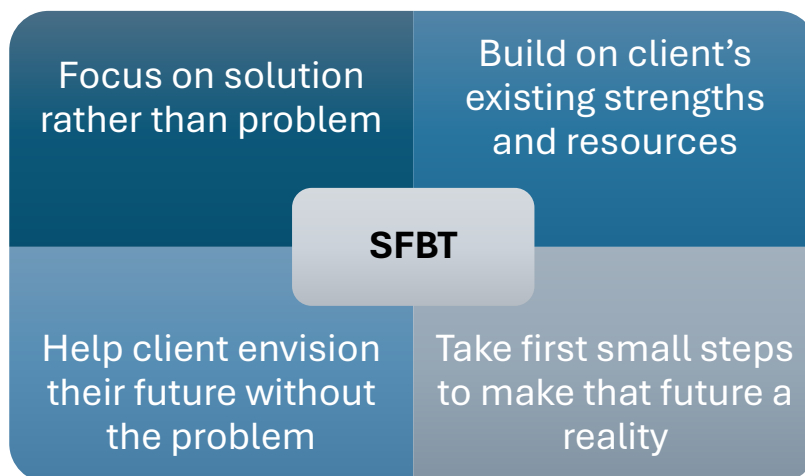 Focus on solution
rather than problem
Build on client’s
existing strengths
and resources
SFBT
Help client envision
their future without
the problem
Take first small steps
to make that future a
reality